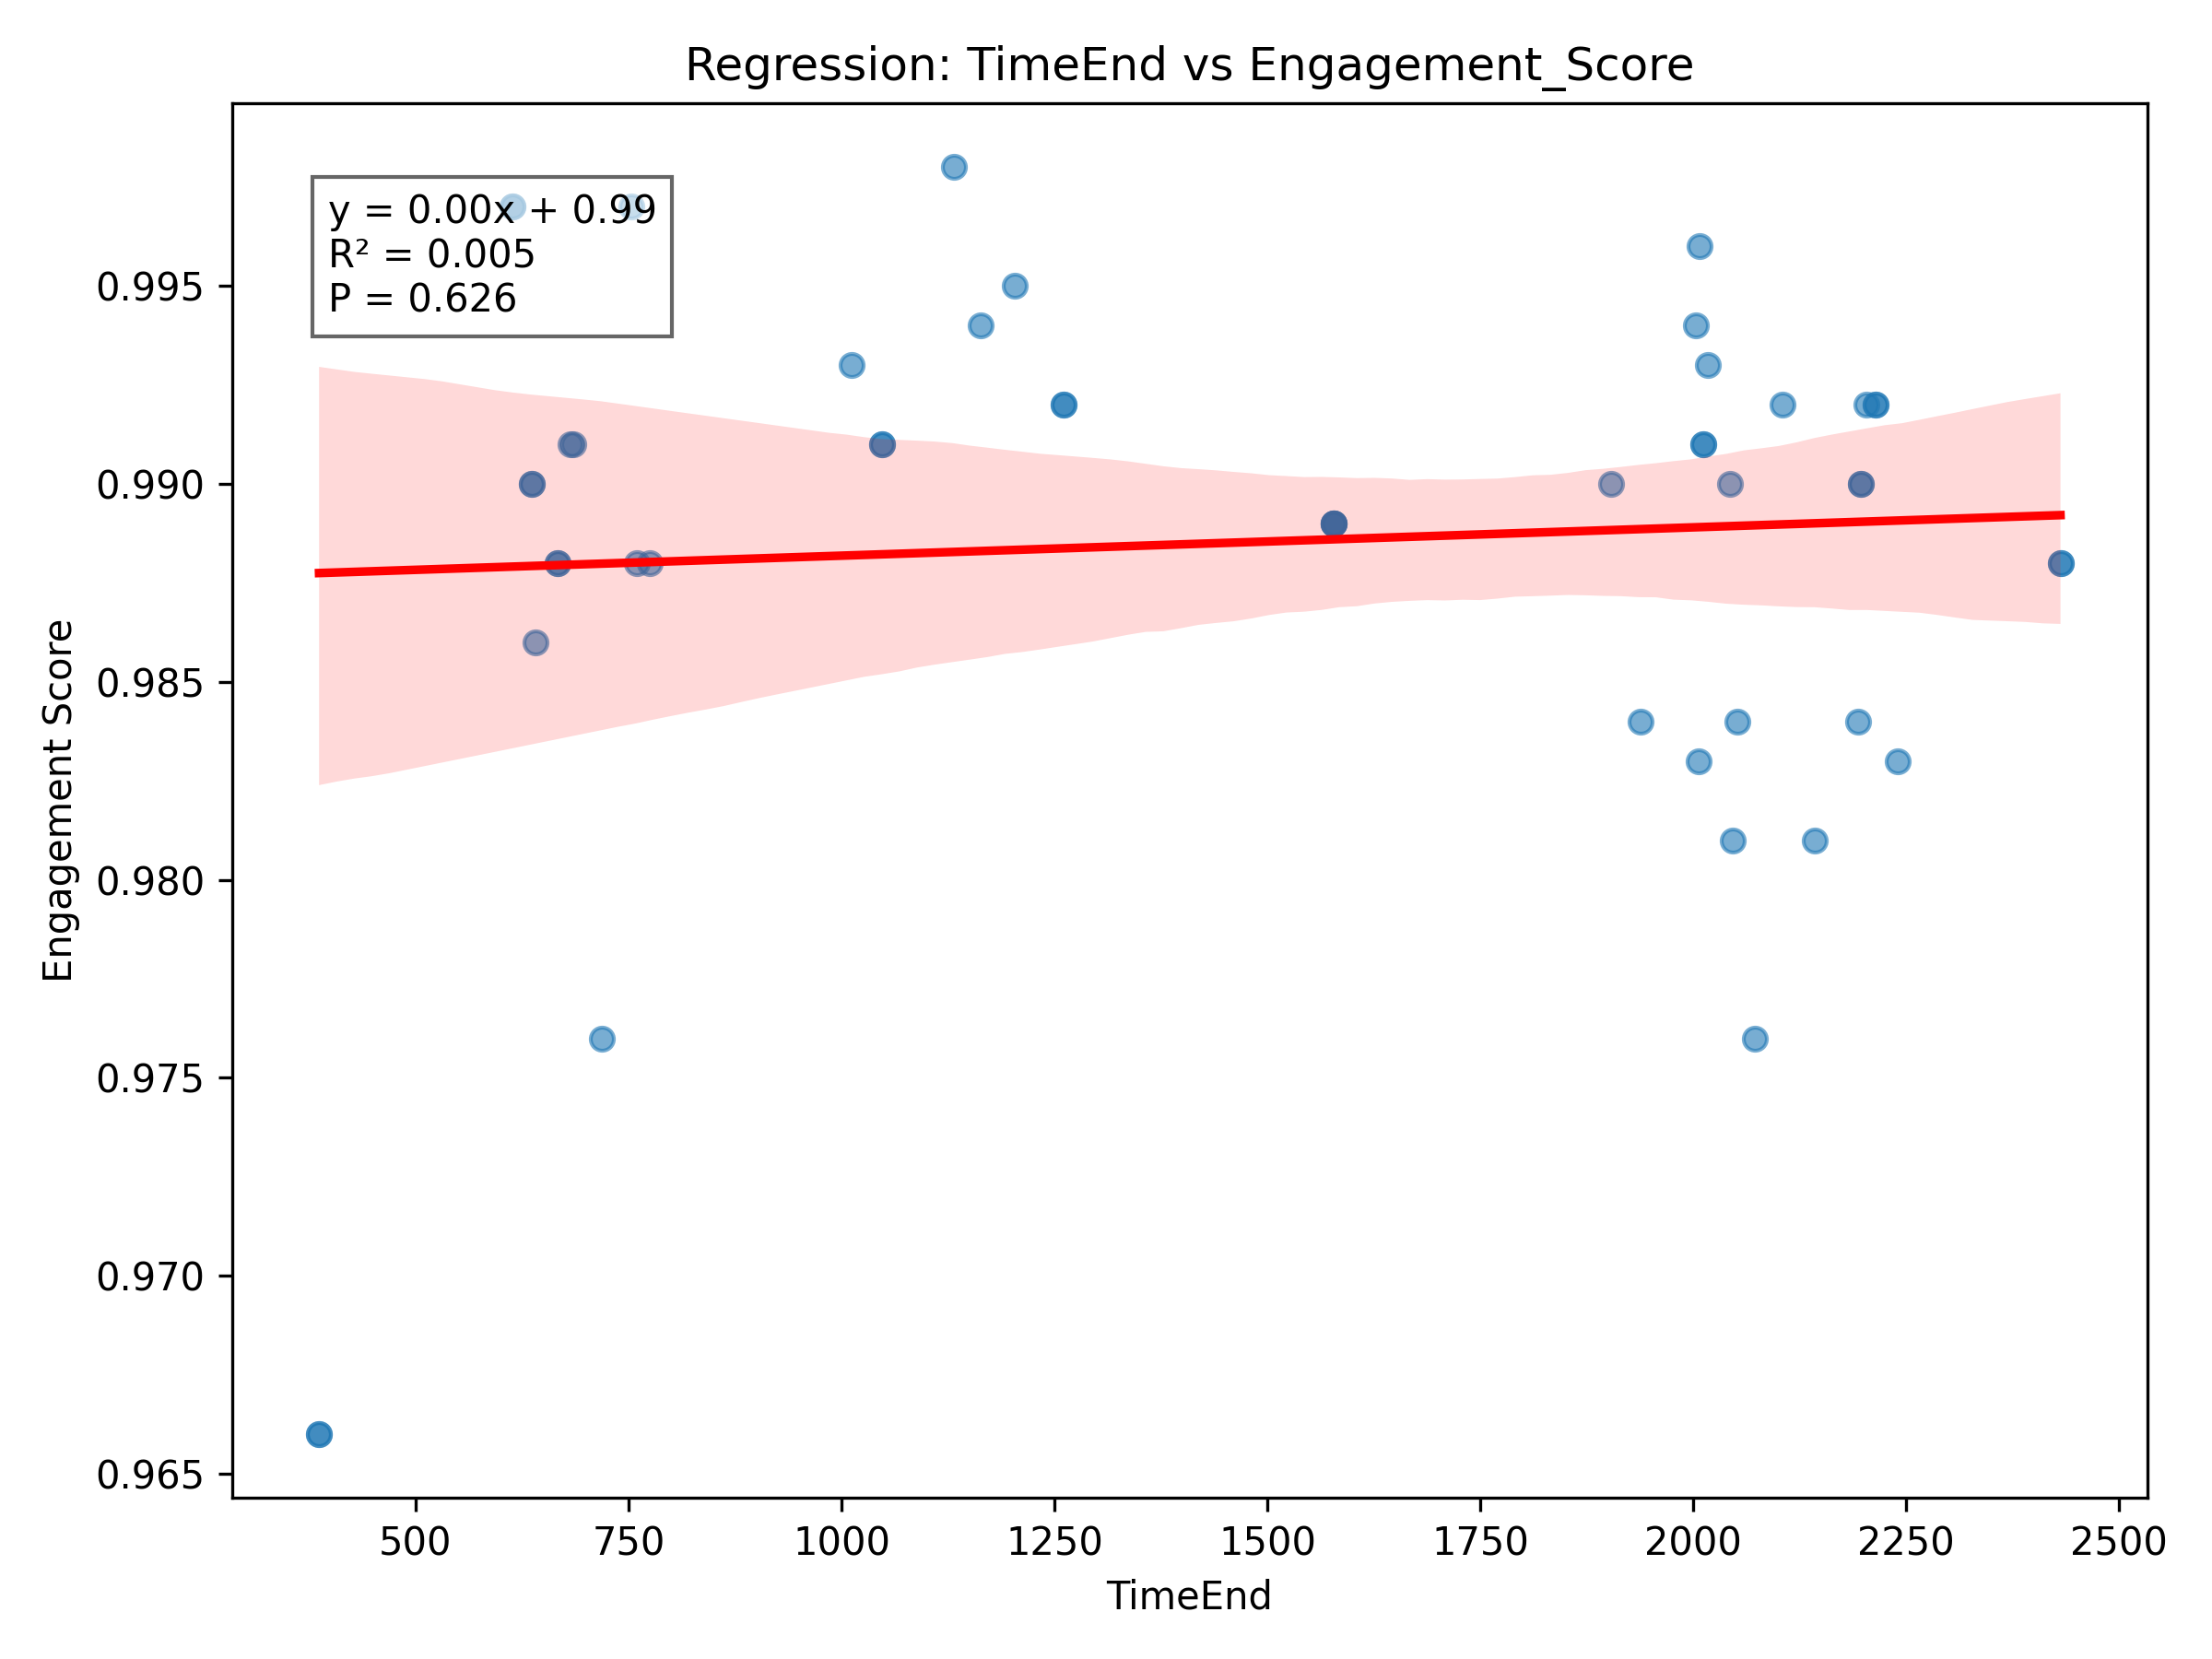 Regression: TimeEnd vs Engagement_Score
y = 0.00x + 0.99
R² = 0.005
P = 0.626
Engagement Score
0.995
0.990
0.985
0.980
0.975
0.970
0.965
500 750 1000 1250 1500 1750 2000 2250 2500
TimeEnd